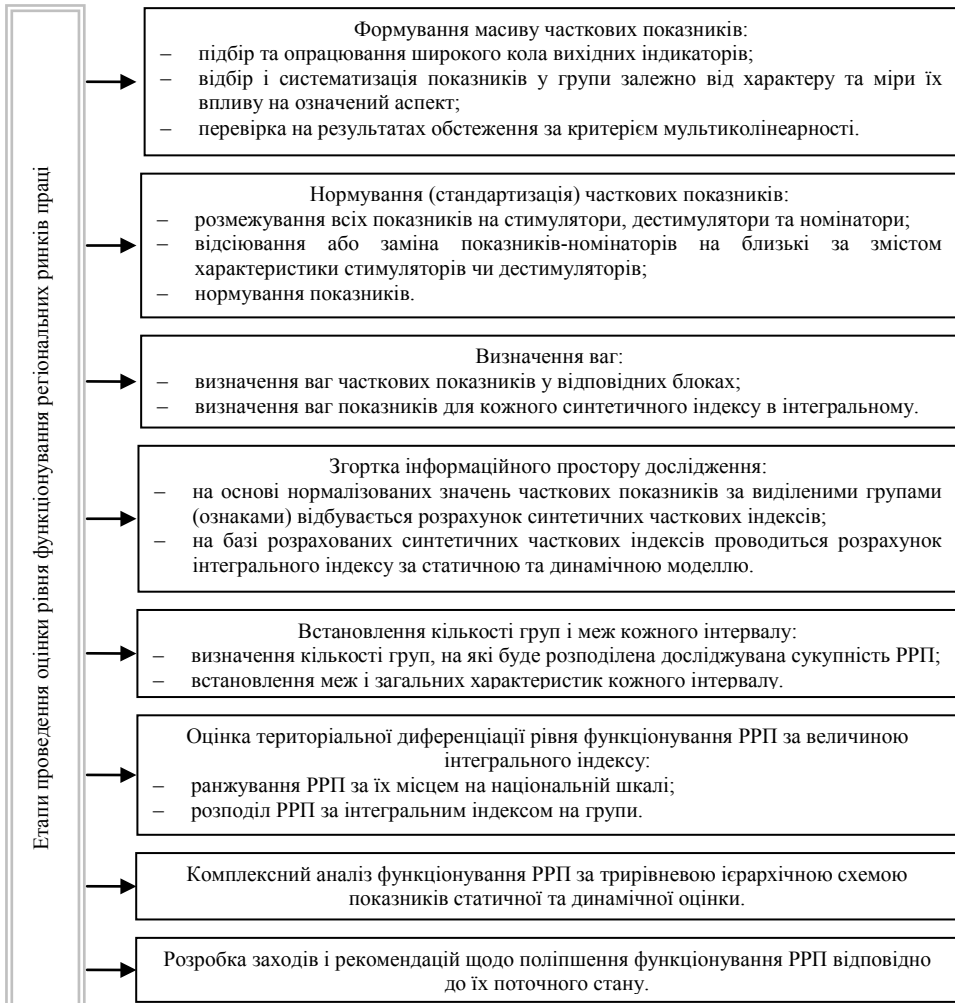 Етапи проведення оцінки рівня функціонування регіональних ринків праці
Формування масиву часткових показників:
– підбір та опрацювання широкого кола вихідних індикаторів;
– відбір і систематизація показників у групи залежно від характеру та міри їх
впливу на означений аспект;
– перевірка на результатах обстеження за критерієм мультиколінеарності.
Нормування (стандартизація) часткових показників:
– розмежування всіх показників на стимулятори, дестимулятори та номінатори;
– відсіювання або заміна показників-номінаторів на близькі за змістом
характеристики стимуляторів чи дестимуляторів;
– нормування показників.
Визначення ваг:
– визначення ваг часткових показників у відповідних блоках;
– визначення ваг показників для кожного синтетичного індексу в інтегральному.
Згортка інформаційного простору дослідження:
– на основі нормалізованих значень часткових показників за виділеними групами
(ознаками) відбувається розрахунок синтетичних часткових індексів;
– на базі розрахованих синтетичних часткових індексів проводиться розрахунок
інтегрального індексу за статичною та динамічною моделлю.
Встановлення кількості груп і меж кожного інтервалу:
– визначення кількості груп, на які буде розподілена досліджувана сукупність РРП;
– встановлення меж і загальних характеристик кожного інтервалу.
Оцінка територіальної диференціації рівня функціонування РРП за величиною
інтегрального індексу:
– ранжування РРП за їх місцем на національній шкалі;
– розподіл РРП за інтегральним індексом на групи.
Комплексний аналіз функціонування РРП за трирівневою ієрархічною схемою
показників статичної та динамічної оцінки.
Розробка заходів і рекомендацій щодо поліпшення функціонування РРП відповідно
до їх поточного стану.